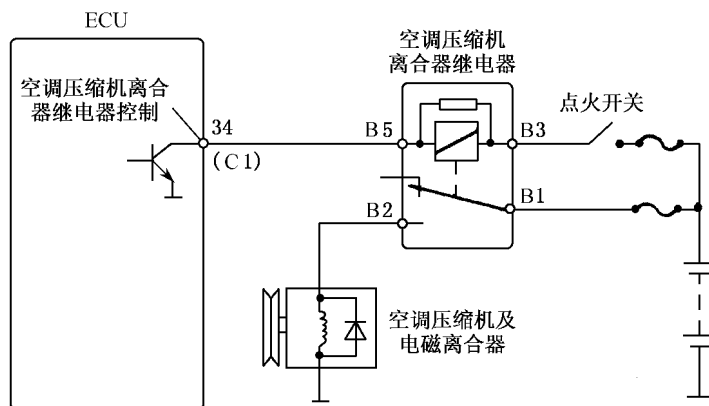 ECU
空调压缩机
离合器继电器
空调压缩机离合
器继电器控制
34
(C1)
B5
B3
点火开关
B2
B1
空调压缩机及
电磁离合器